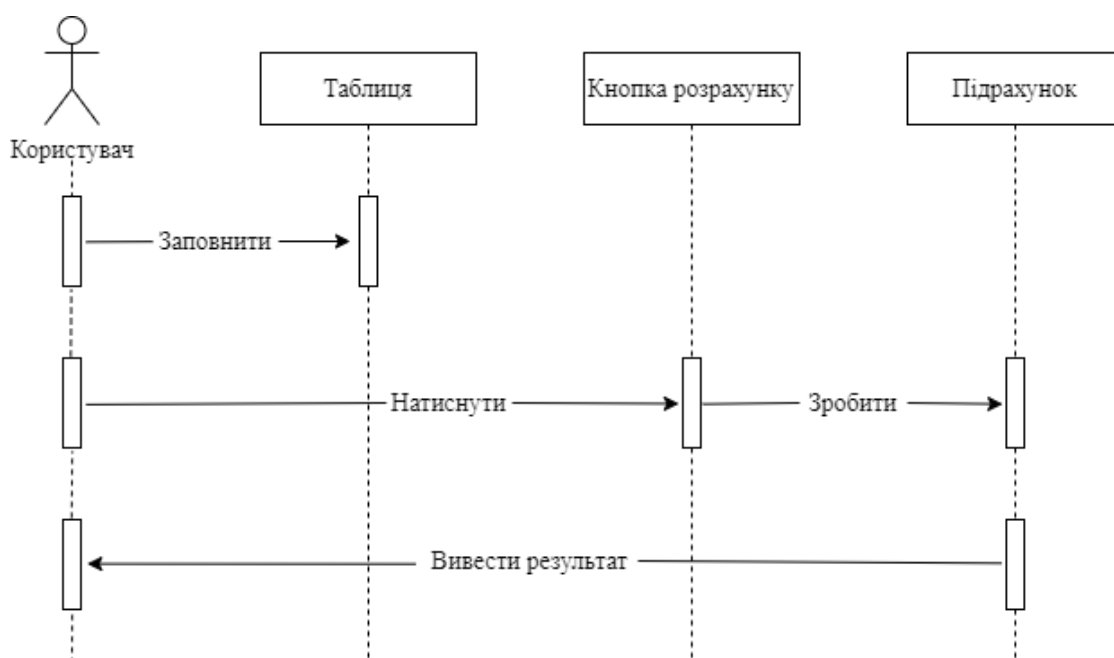 Користувач
Таблиця
Кнопка розрахунку
Підрахунок
Заповнити
Натиснути
Зробити
Вивести результат